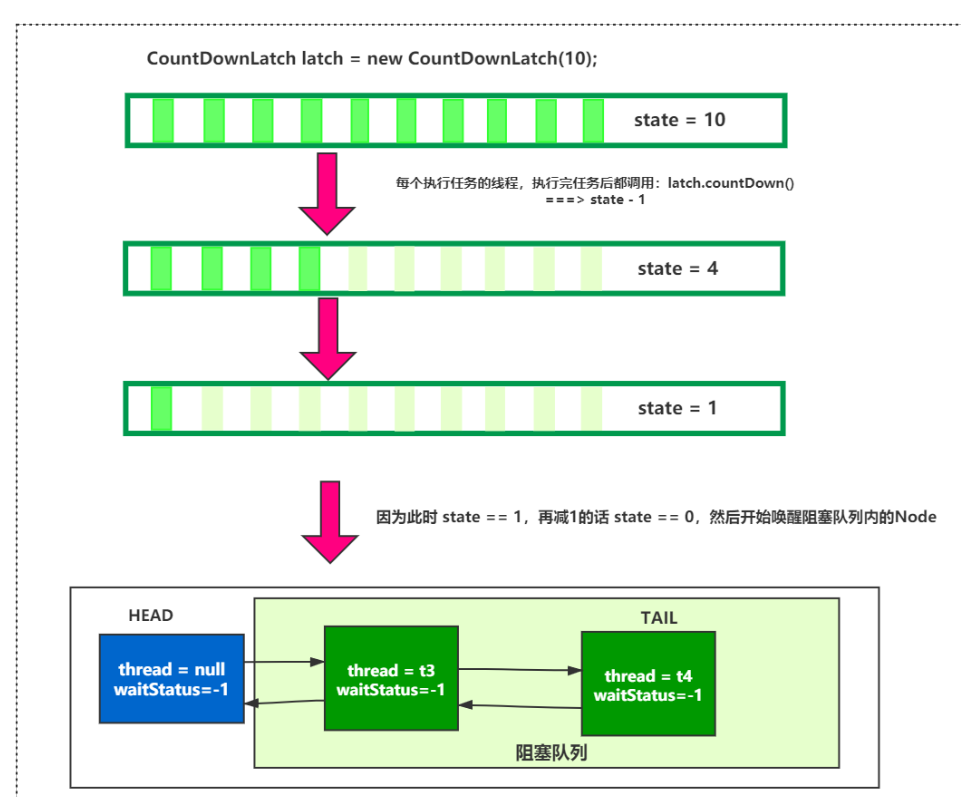 CountDownLatch latch = new CountDownLatch(10);
state = 10
每个执行任务的线程，执行完任务后都调用：latch.countDown()
===> state - 1
state = 4
state = 1
因为此时 state == 1，再减1的话 state == 0，然后开始唤醒阻塞队列内的Node
HEAD
TAIL
thread = null
waitStatus=-1
thread = t3
waitStatus=-1
thread = t4
waitStatus=-1
阻塞队列